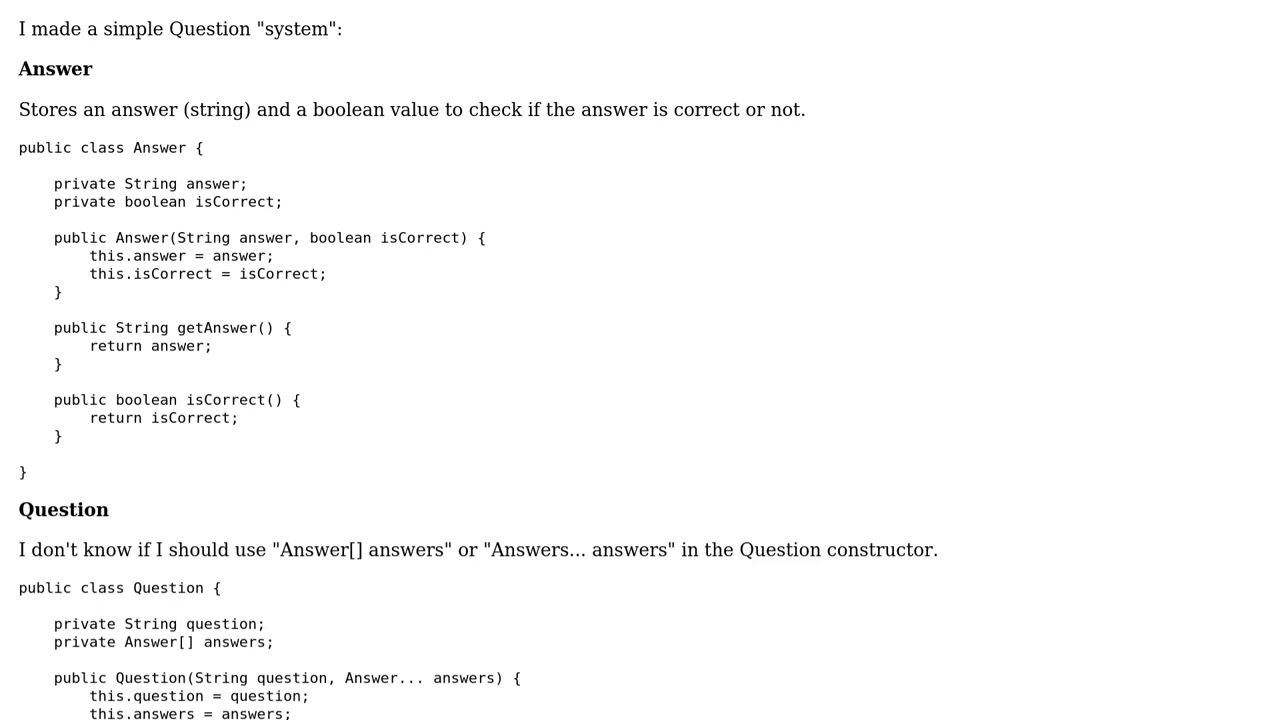 I made a simple Question "system":
Answer
Stores an answer (string) and a boolean value to check if the answer is correct or not.
public class Answer {
    private String answer;
    private boolean isCorrect;
    public Answer(String answer, boolean isCorrect) {
        this.answer = answer;
        this.isCorrect = isCorrect;
    }
    public String getAnswer() {
        return answer;
    }
    public boolean isCorrect() {
        return isCorrect;
    }
}
Question
I don't know if I should use "Answer[] answers" or "Answers... answers" in the Question constructor.
public class Question {
    private String question;
    private Answer[] answers;
    public Question(String question, Answer... answers) {
        this.question = question;
        this.answers = answers;